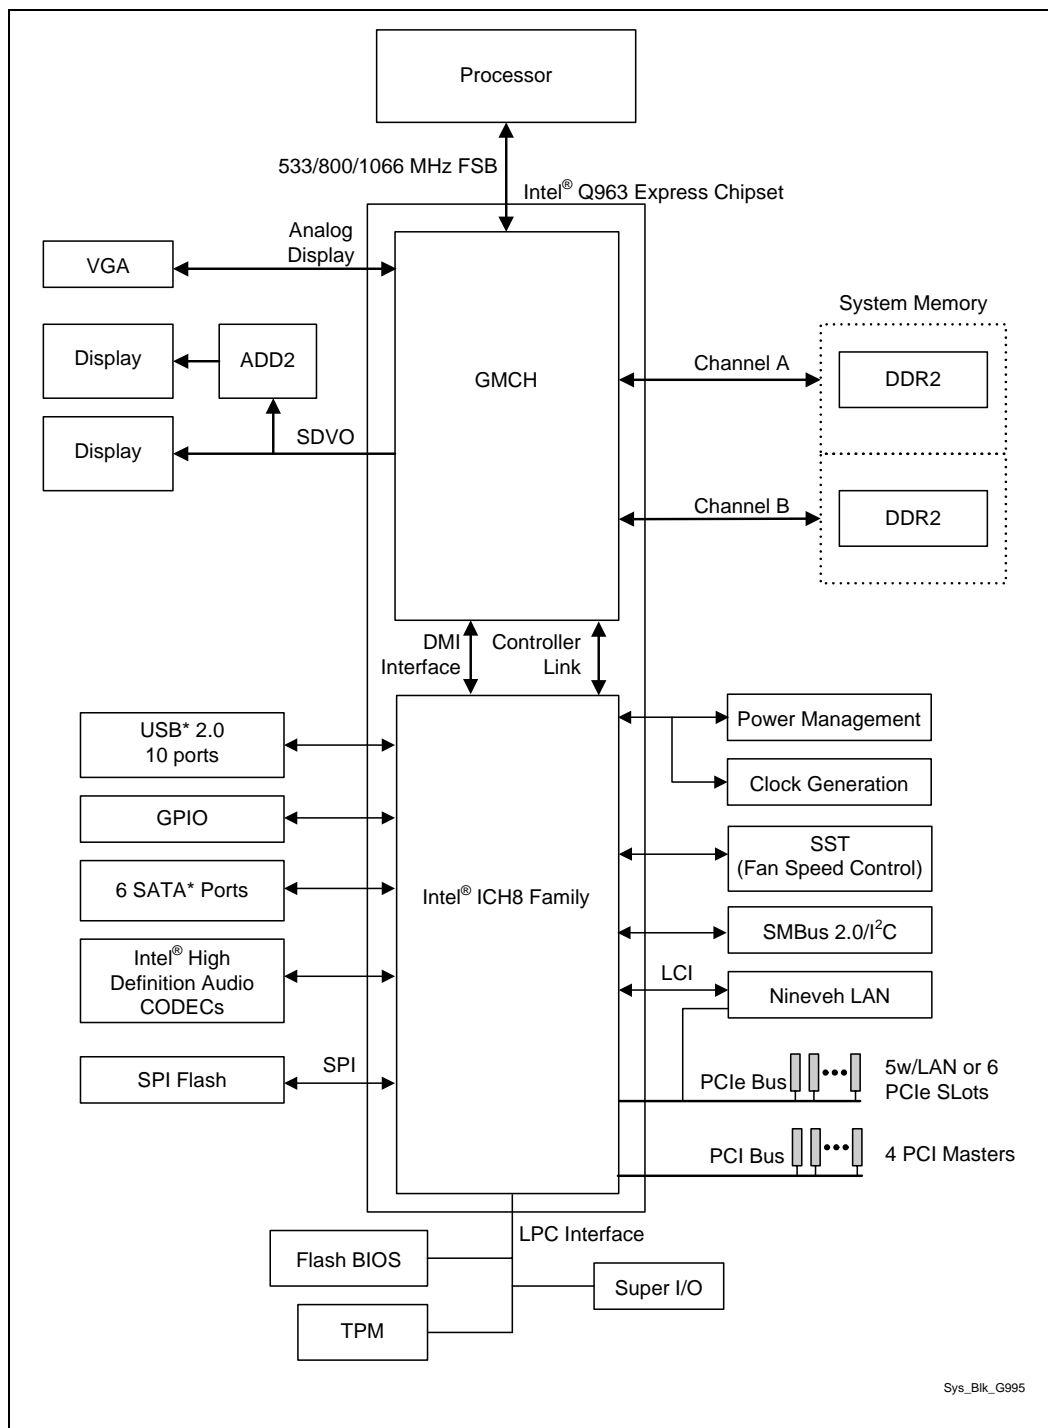 Processor
533/800/1066 MHz FSB
Intel® Q963 Express Chipset
Analog
Display
VGA
System Memory
Display
ADD2
GMCH
Channel A
DDR2
Display
SDVO
Channel B
DDR2
DMI
Interface
Controller
Link
USB* 2.0
10 ports
Power Management
Clock Generation
GPIO
SST
(Fan Speed Control)
6 SATA* Ports
Intel® ICH8 Family
SMBus 2.0/I²C
Intel® High
Definition Audio
CODECs
LCI
Nineveh LAN
SPI Flash
SPI
PCIe Bus
5w/LAN or 6
PCIe SLots
PCI Bus
4 PCI Masters
LPC Interface
Flash BIOS
Super I/O
TPM
Sys_Blk_G995